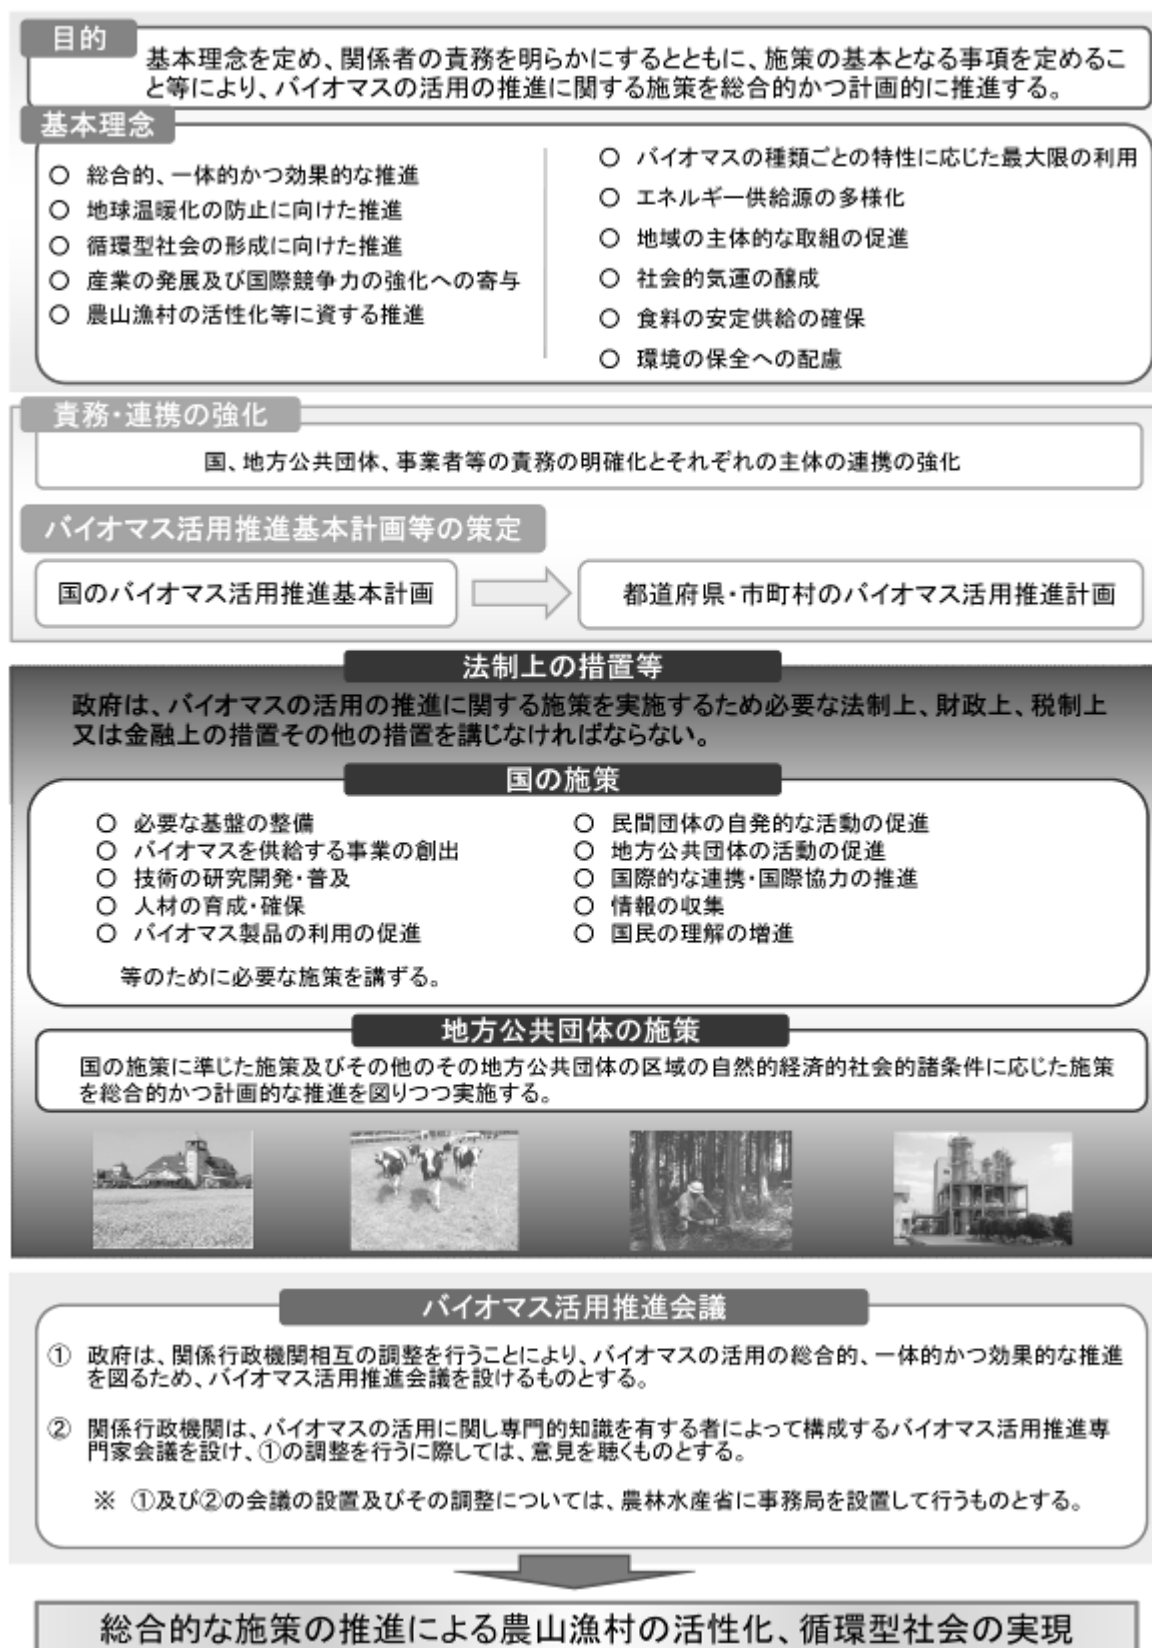 目的
基本理念を定め、関係者の責務を明らかにするとともに、施策の基本となる事項を定めるこ
と等により、バイオマスの活用の推進に関する施策を総合的かつ計画的に推進する。
基本理念
○ 総合的、一体的かつ効果的な推進
○ 地球温暖化の防止に向けた推進
○ 循環型社会の形成に向けた推進
○ 産業の発展及び国際競争力の強化への寄与
○ 農山漁村の活性化等に資する推進
○ バイオマスの種類ごとの特性に応じた最大限の利用
○ エネルギー供給源の多様化
○ 地域の主体的な取組の促進
○ 社会的気運の醸成
○ 食料の安定供給の確保
○ 環境の保全への配慮
責務・連携の強化
国、地方公共団体、事業者等の責務の明確化とそれぞれの主体の連携の強化
バイオマス活用推進基本計画等の策定
国のバイオマス活用推進基本計画
都道府県・市町村のバイオマス活用推進計画
法制上の措置等
政府は、バイオマスの活用の推進に関する施策を実施するため必要な法制上、財政上、税制上
又は金融上の措置その他の措置を講じなければならない。
国の施策
○ 必要な基盤の整備
○ バイオマスを供給する事業の創出
○ 技術の研究開発・普及
○ 人材の育成・確保
○ バイオマス製品の利用の促進
○ 民間団体の自発的な活動の促進
○ 地方公共団体の活動の促進
○ 国際的な連携・国際協力の推進
○ 情報の収集
○ 国民の理解の増進
等のために必要な施策を講ずる。
地方公共団体の施策
国の施策に準じた施策及びその他のその地方公共団体の区域の自然的経済的社会的諸条件に応じた施策
を総合的かつ計画的な推進を図りつつ実施する。
バイオマス活用推進会議
① 政府は、関係行政機関相互の調整を行うことにより、バイオマスの活用の総合的、一体的かつ効果的な推進
を図るため、バイオマス活用推進会議を設けるものとする。
② 関係行政機関は、バイオマスの活用に関し専門的知識を有する者によって構成するバイオマス活用推進専
門家会議を設け、①の調整を行うに際しては、意見を聴くものとする。
※ ①及び②の会議の設置及びその調整については、農林水産省に事務局を設置して行うものとする。
総合的な施策の推進による農山漁村の活性化、循環型社会の実現